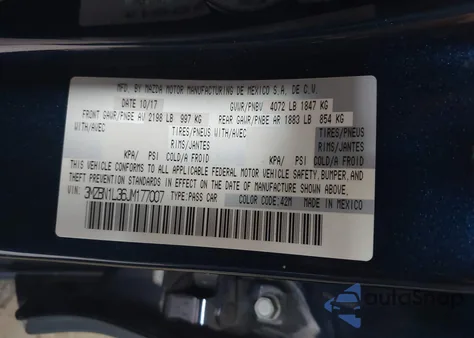 MFD. BY MAZDA MOTOR MANUFACTURING DE MEXICO S.A. DE C.V.
DATE 10/17 GVWR/PNBV 4072 LB 1847 KG
FRONT GAWR/PNBE AV 2198 LB 997 KG REAR GAWR/PNBE AR 1883 LB 854 KG
WITH/AVEC TIRES/PNEUS WITH/AVEC TIRES/PNEUS
RIMS/JANTES RIMS/JANTES
KPA/ PSI COLD/A FROID KPA/ PSI COLD/A FROID
THIS VEHICLE CONFORMS TO ALL APPLICABLE FEDERAL MOTOR VEHICLE SAFETY, BUMPER, AND
THEFT PREVENTION STANDARDS IN EFFECT ON THE DATE OF MANUFACTURE SHOWN ABOVE.
VIN: 3MZBN1L36JM177007 TYPE: PASS CAR COLOR CODE: 42M MADE IN MEXICO
autoShop